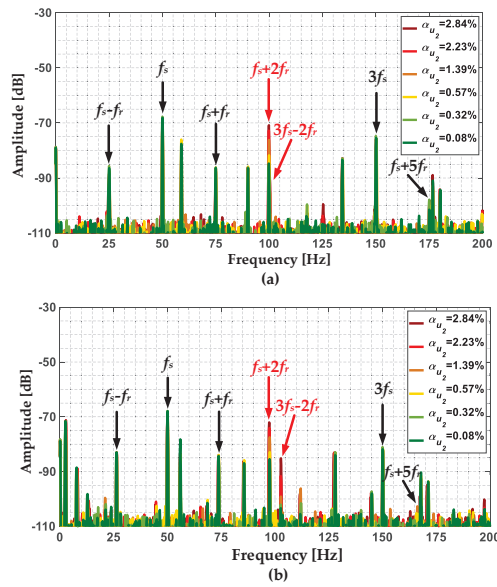 -30
-50
-70
-90
-110
Amplitude [dB]
0 25 50 75 100 125 150 175 200
Frequency [Hz]
fs-fr
fs
fs+fr
fs+2fr
3fs-2fr
3fs
fs+5fr
αu2=2.84%
αu2=2.23%
αu2=1.39%
αu2=0.57%
αu2=0.32%
αu2=0.08%
(a)
-30
-50
-70
-90
-110
Amplitude [dB]
0 25 50 75 100 125 150 175 200
Frequency [Hz]
fs-fr
fs
fs+fr
fs+2fr
3fs-2fr
3fs
fs+5fr
αu2=2.84%
αu2=2.23%
αu2=1.39%
αu2=0.57%
αu2=0.32%
αu2=0.08%
(b)